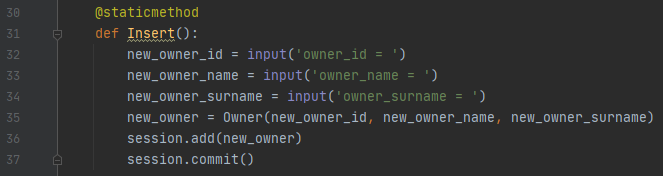 30 @staticmethod
31 def Insert():
32 new_owner_id = input('owner_id = ')
33 new_owner_name = input('owner_name = ')
34 new_owner_surname = input('owner_surname = ')
35 new_owner = Owner(new_owner_id, new_owner_name, new_owner_surname)
36 session.add(new_owner)
37 session.commit()